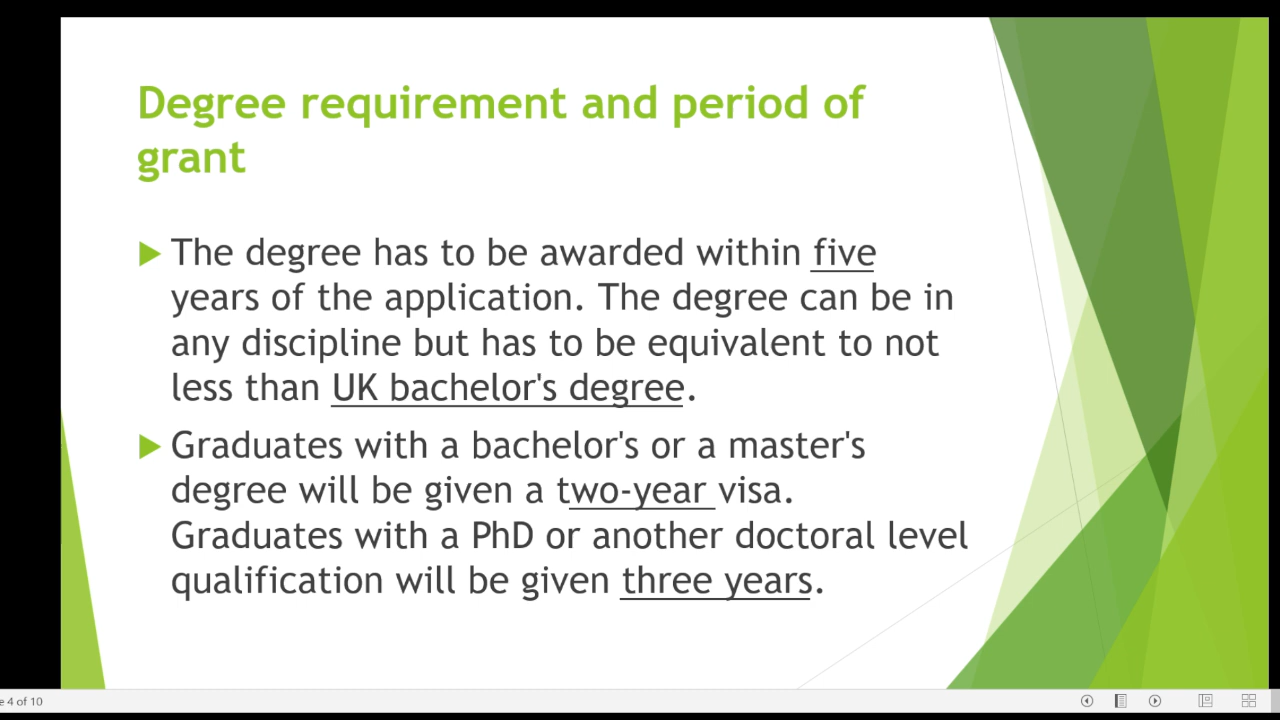 Degree requirement and period of
grant
The degree has to be awarded within five
years of the application. The degree can be in
any discipline but has to be equivalent to not
less than UK bachelor's degree.
Graduates with a bachelor's or a master's
degree will be given a two-year visa.
Graduates with a PhD or another doctoral level
qualification will be given three years.
4 of 10